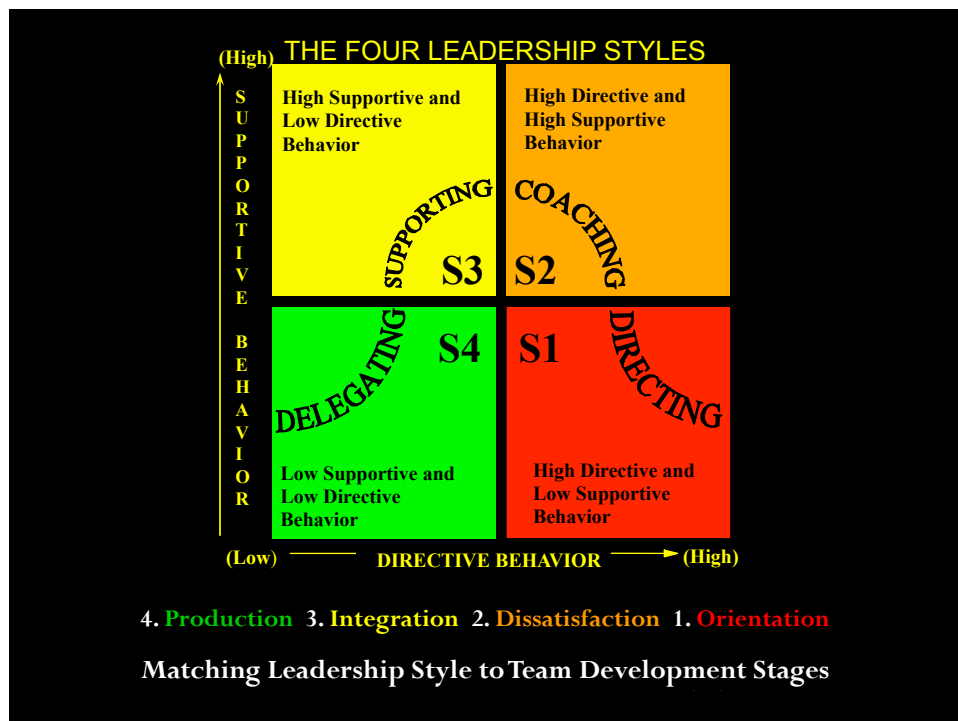 THE FOUR LEADERSHIP STYLES
(High)
SUPPORTIVE BEHAVIOR
High Supportive and
Low Directive
Behavior
SUPPORTING
S3
High Directive and
High Supportive
Behavior
COACHING
S2
DELEGATING
S4
Low Supportive and
Low Directive
Behavior
S1
DIRECTING
High Directive and
Low Supportive
Behavior
(Low)
DIRECTIVE BEHAVIOR
(High)
4. Production 3. Integration 2. Dissatisfaction 1. Orientation
Matching Leadership Style to Team Development Stages